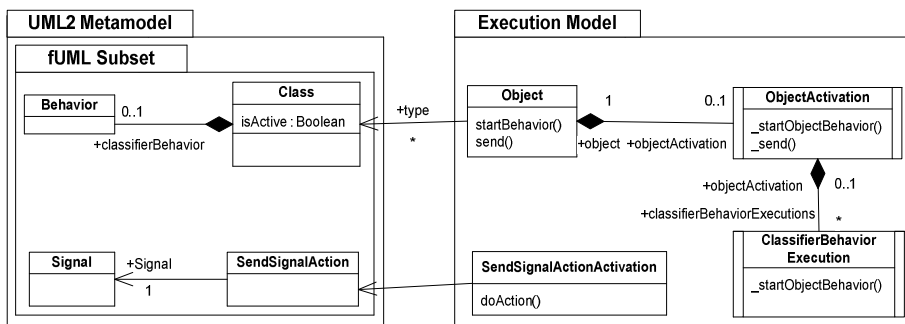 UML2 Metamodel
Execution Model
fUML Subset
Class
isActive : Boolean
Behavior
0..1
+classifierBehavior
+type
*
Object
startBehavior()
send()
1
0..1
+object
+objectActivation
ObjectActivation
_startObjectBehavior()
_send()
+objectActivation
0..1
+classifierBehaviorExecutions
*
ClassifierBehavior
Execution
_startObjectBehavior()
Signal
+Signal
1
SendSignalAction
SendSignalActionActivation
doAction()